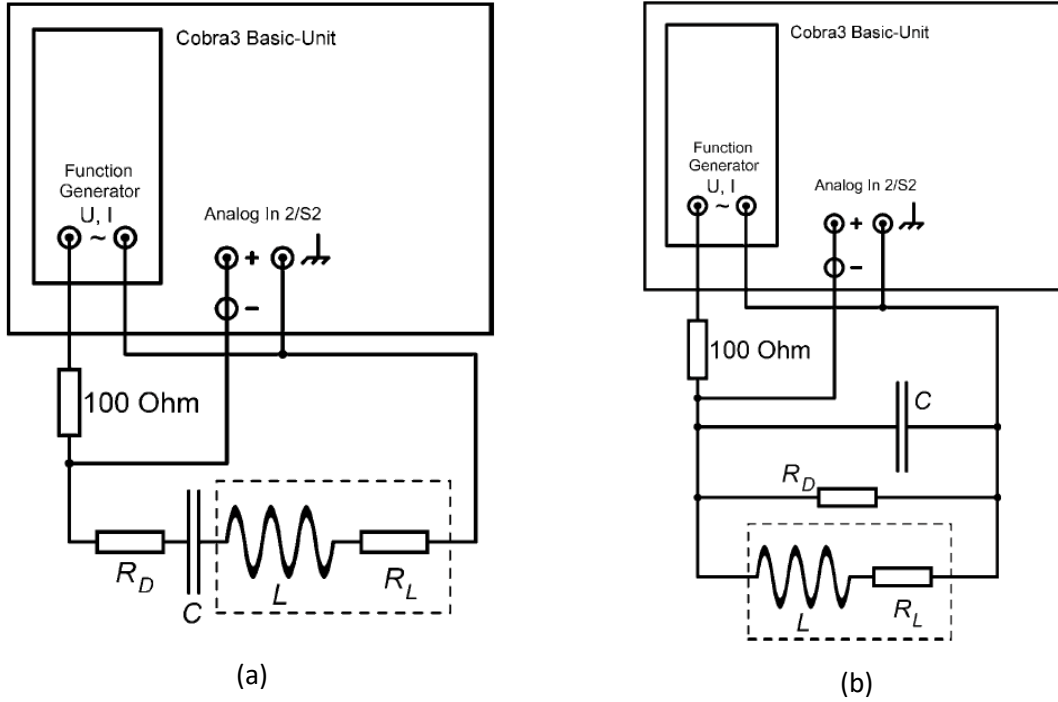 Cobra3 Basic-Unit
Function
Generator
U, I
~
Analog In 2/S2
+
−
100 Ohm
R_D
C
L
R_L
(a)
Cobra3 Basic-Unit
Function
Generator
U, I
~
Analog In 2/S2
+
−
100 Ohm
C
R_D
L
R_L
(b)